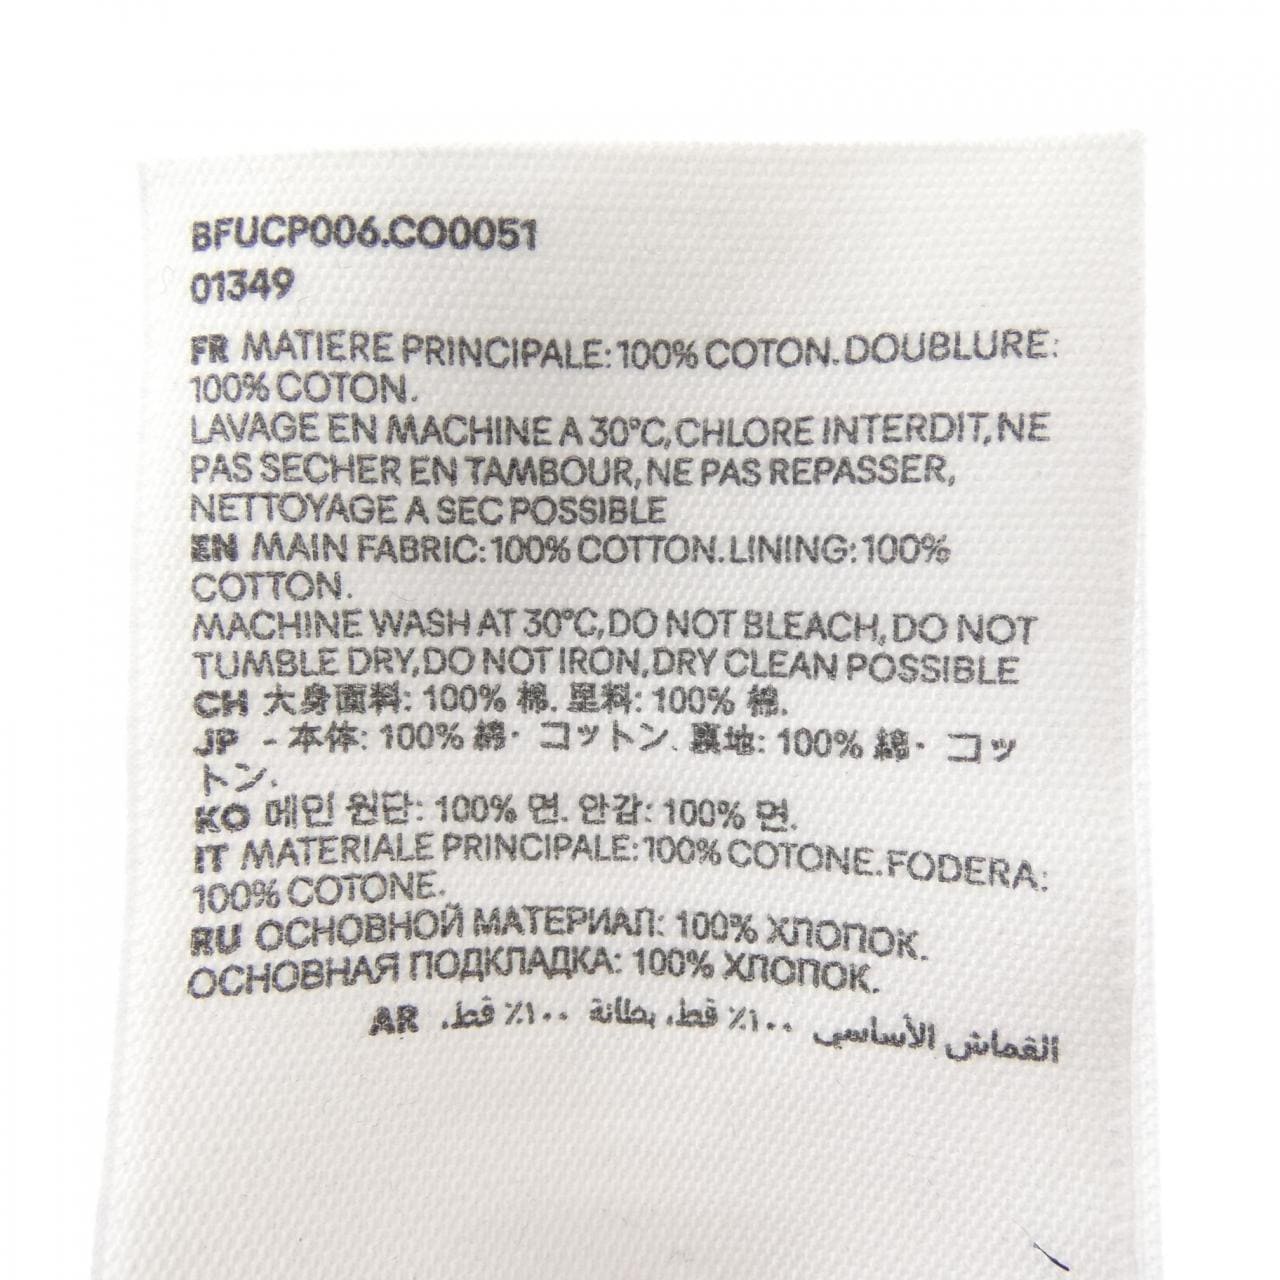 BFUCP006.CO0051
01349
FR MATIERE PRINCIPALE: 100% COTON. DOUBLURE:
100% COTON.
LAVAGE EN MACHINE A 30°C, CHLORE INTERDIT, NE
PAS SECHER EN TAMBOUR, NE PAS REPASSER,
NETTOYAGE A SEC POSSIBLE
EN MAIN FABRIC: 100% COTTON. LINING: 100%
COTTON.
MACHINE WASH AT 30°C, DO NOT BLEACH, DO NOT
TUMBLE DRY, DO NOT IRON, DRY CLEAN POSSIBLE
CH 大身面料: 100% 棉. 里料: 100% 棉.
JP - 本体: 100% 綿・ コットン. 裏地: 100% 綿・ コッ
トン.
KO 메인 원단: 100% 면. 안감: 100% 면.
IT MATERIALE PRINCIPALE: 100% COTONE. FODERA:
100% COTONE.
RU ОСНОВНОЙ МАТЕРИАЛ: 100% ХЛОПОК.
ОСНОВНАЯ ПОДКЛАДКА: 100% ХЛОПОК.
القماش الأساسي ١٠٠٪ قطن. بطانة ١٠٠٪ قطن. AR